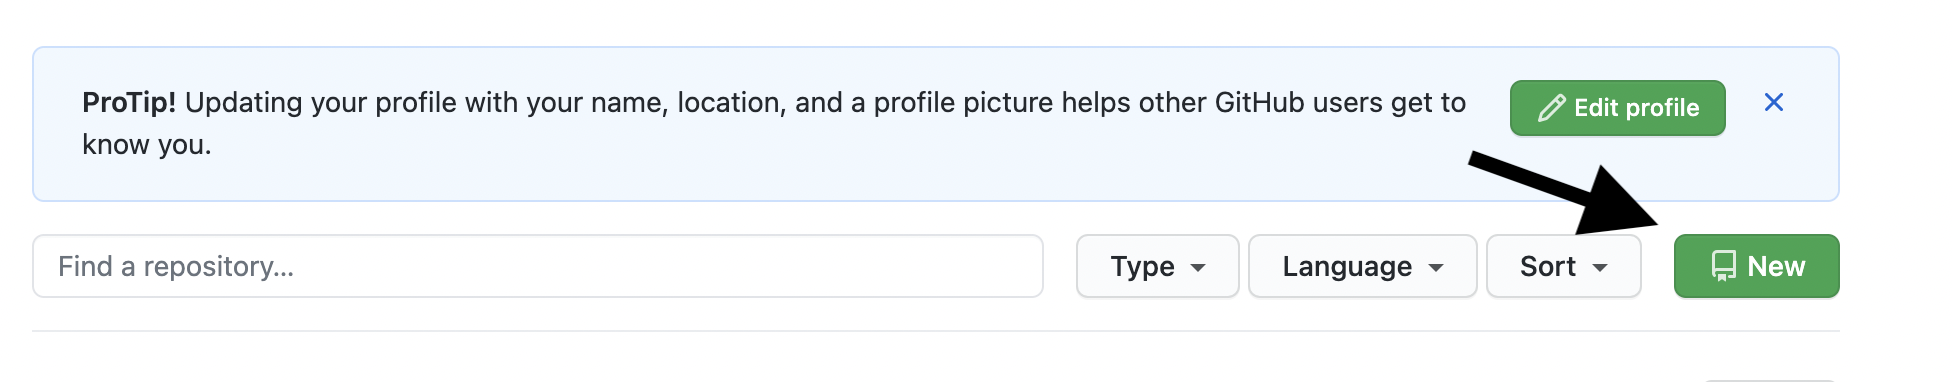 ProTip! Updating your profile with your name, location, and a profile picture helps other GitHub users get to
know you.
Edit profile
Find a repository...
Type
Language
Sort
New